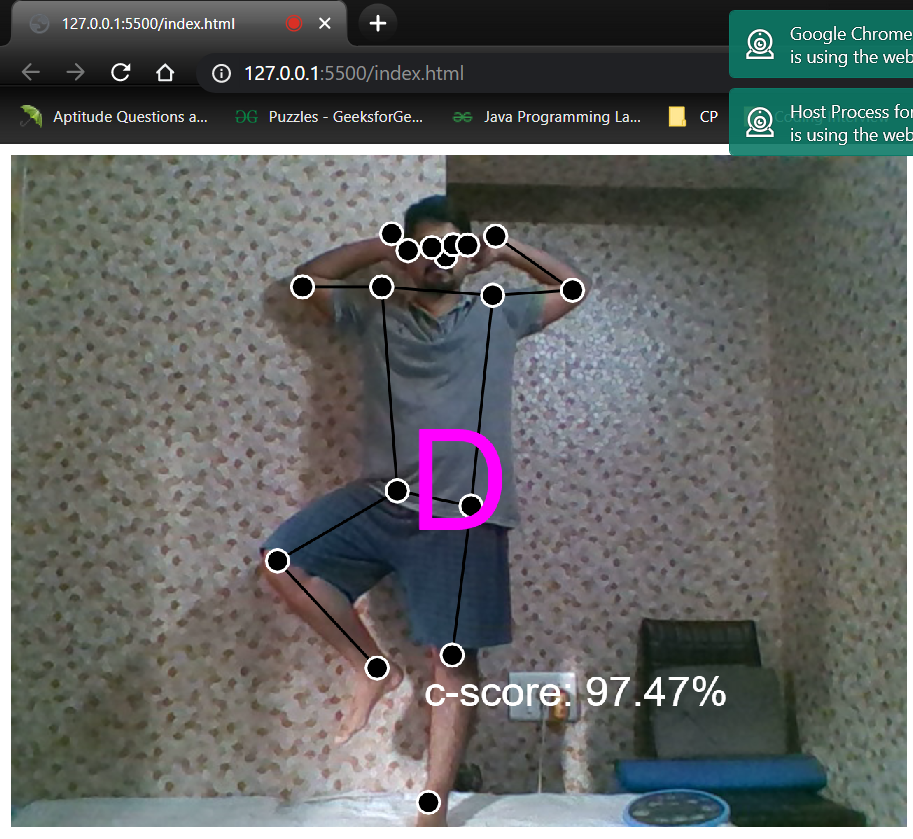 127.0.0.1:5500/index.html
Google Chrome
is using the web
127.0.0.1:5500/index.html
Host Process for
is using the web
Aptitude Questions a...
Puzzles - GeeksforGe...
Java Programming La...
CP
D
c-score: 97.47%